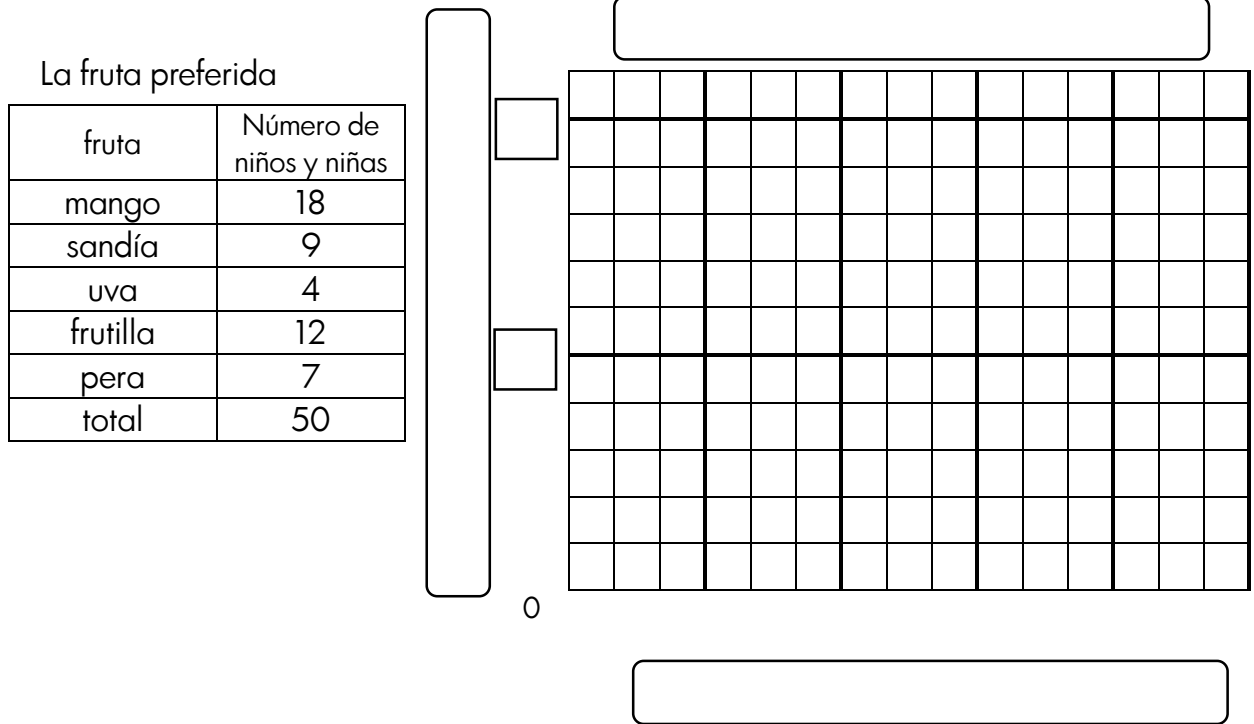 La fruta preferida
fruta
Número de
niños y niñas
mango 18
sandía 9
uva 4
frutilla 12
pera 7
total 50
0